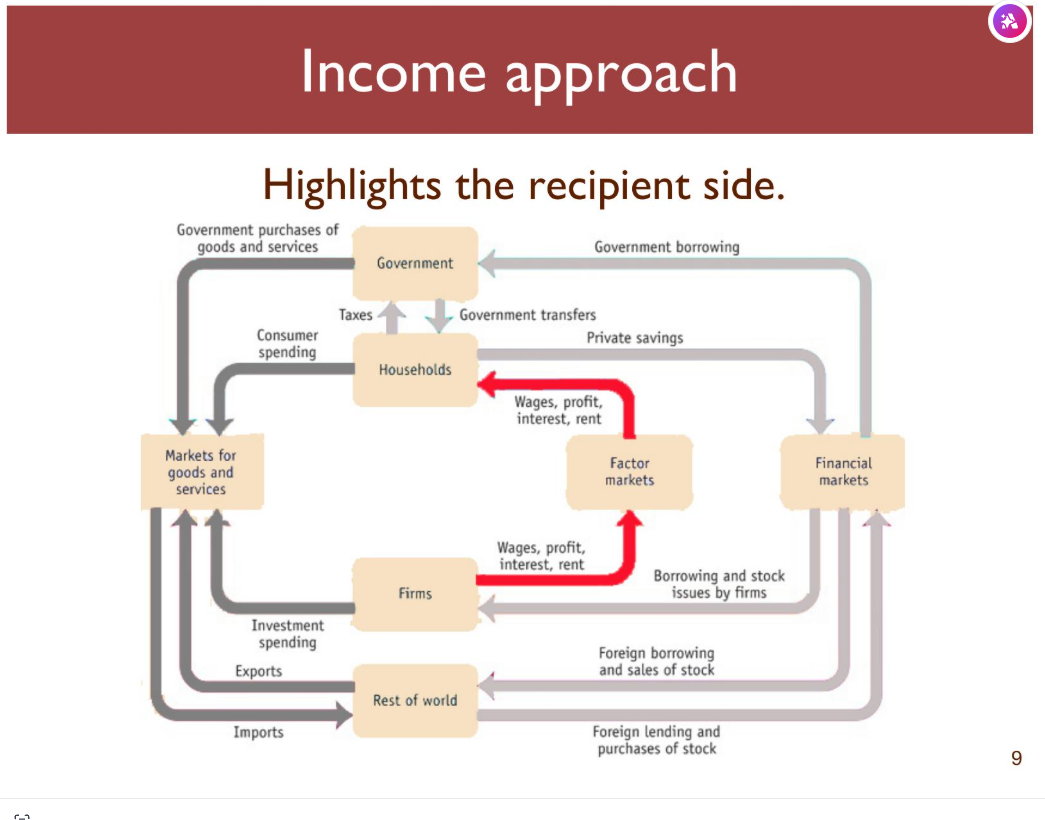 Income approach
Highlights the recipient side.
Government purchases of
goods and services
Government
Government borrowing
Taxes
Government transfers
Consumer
spending
Private savings
Households
Wages, profit,
interest, rent
Markets for
goods and
services
Factor
markets
Financial
markets
Wages, profit,
interest, rent
Firms
Borrowing and stock
issues by firms
Investment
spending
Exports
Foreign borrowing
and sales of stock
Rest of world
Imports
Foreign lending and
purchases of stock
9